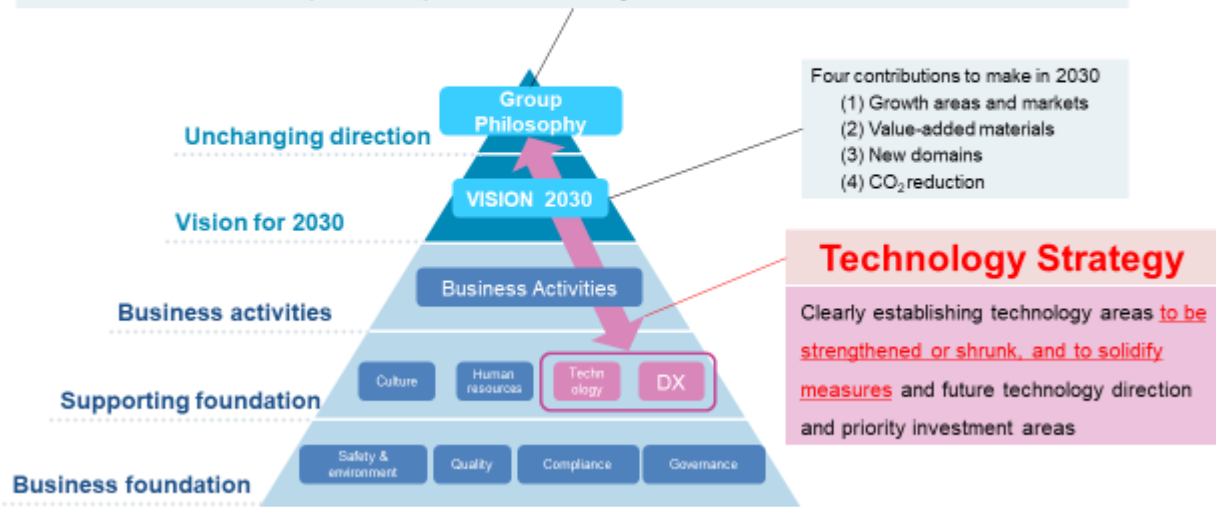 Group
Philosophy
Unchanging direction
Four contributions to make in 2030
(1) Growth areas and markets
(2) Value-added materials
(3) New domains
(4) CO₂ reduction
VISION 2030
Vision for 2030
Technology Strategy
Clearly establishing technology areas to be
strengthened or shrunk, and to solidify
measures and future technology direction
and priority investment areas
Business Activities
Business activities
Culture
Human
resources
Techn
ology
DX
Supporting foundation
Safety &
environment
Quality
Compliance
Governance
Business foundation